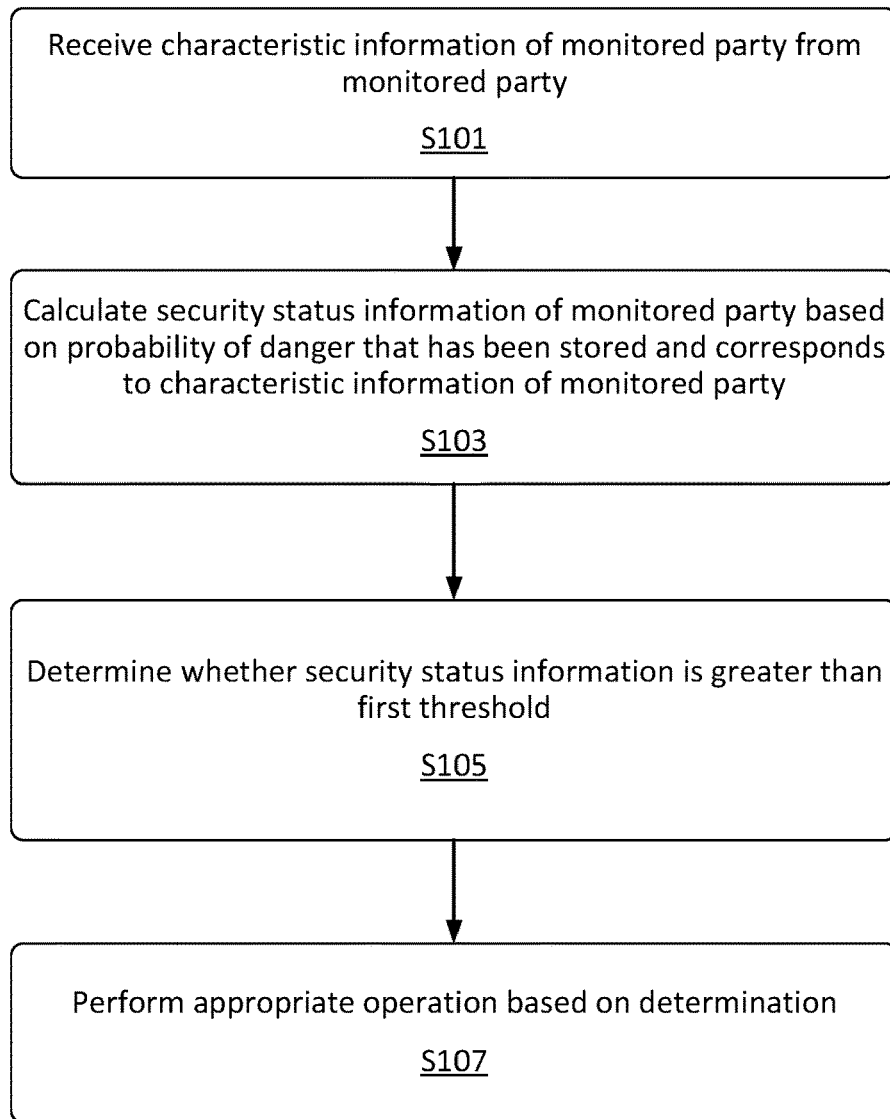 Receive characteristic information of monitored party from
monitored party
S101
Calculate security status information of monitored party based
on probability of danger that has been stored and corresponds
to characteristic information of monitored party
S103
Determine whether security status information is greater than
first threshold
S105
Perform appropriate operation based on determination
S107